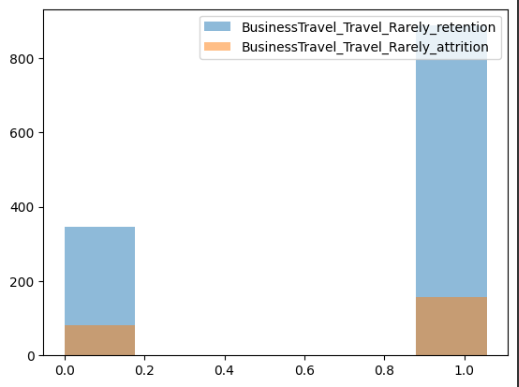 BusinessTravel_Travel_Rarely_retention
BusinessTravel_Travel_Rarely_attrition
800
600
400
200
0
0.0 0.2 0.4 0.6 0.8 1.0